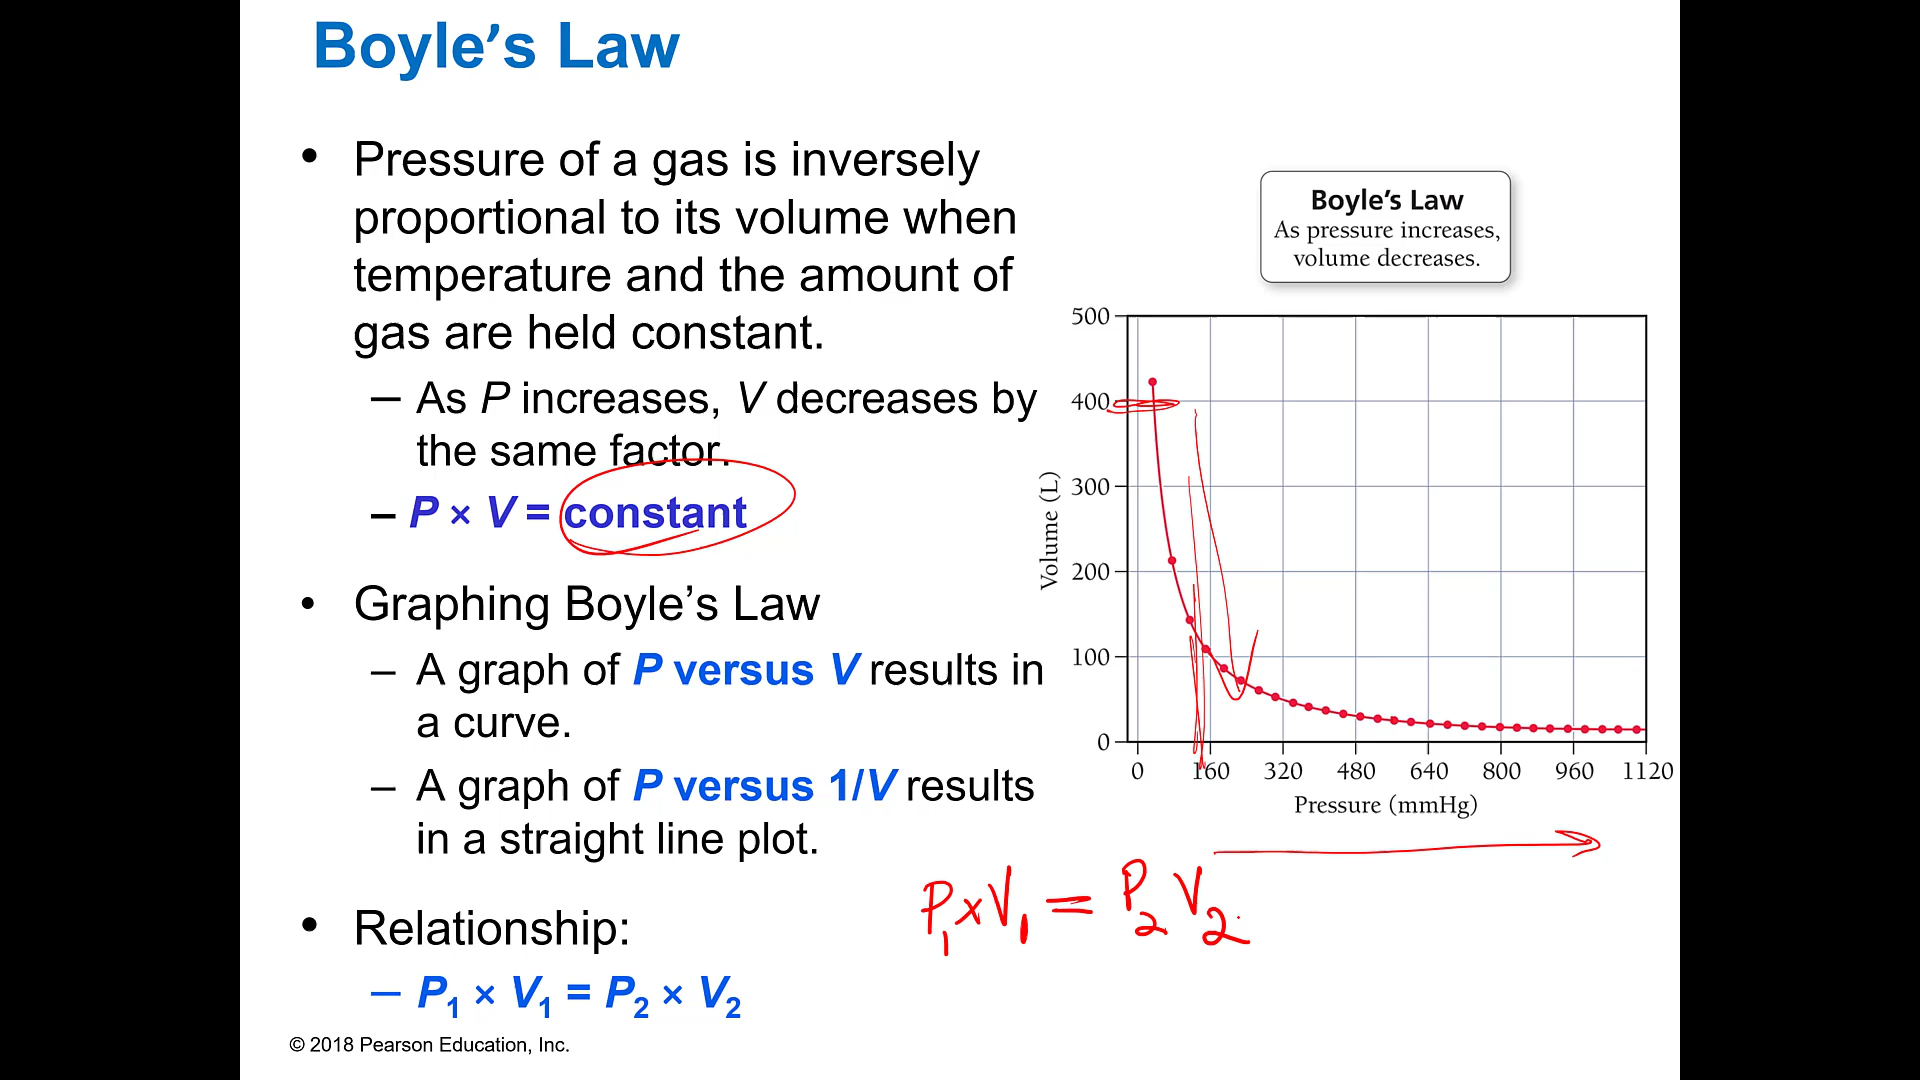 Boyle’s Law
• Pressure of a gas is inversely
proportional to its volume when
temperature and the amount of
gas are held constant.
– As P increases, V decreases by
the same factor.
– P × V = constant
• Graphing Boyle’s Law
– A graph of P versus V results in
a curve.
– A graph of P versus 1/V results
in a straight line plot.
• Relationship:
– P₁ × V₁ = P₂ × V₂
© 2018 Pearson Education, Inc.
Boyle’s Law
As pressure increases,
volume decreases.
500
400
300
200
100
0
Volume (L)
0 160 320 480 640 800 960 1120
Pressure (mmHg)
P₁ × V₁ = P₂ V₂